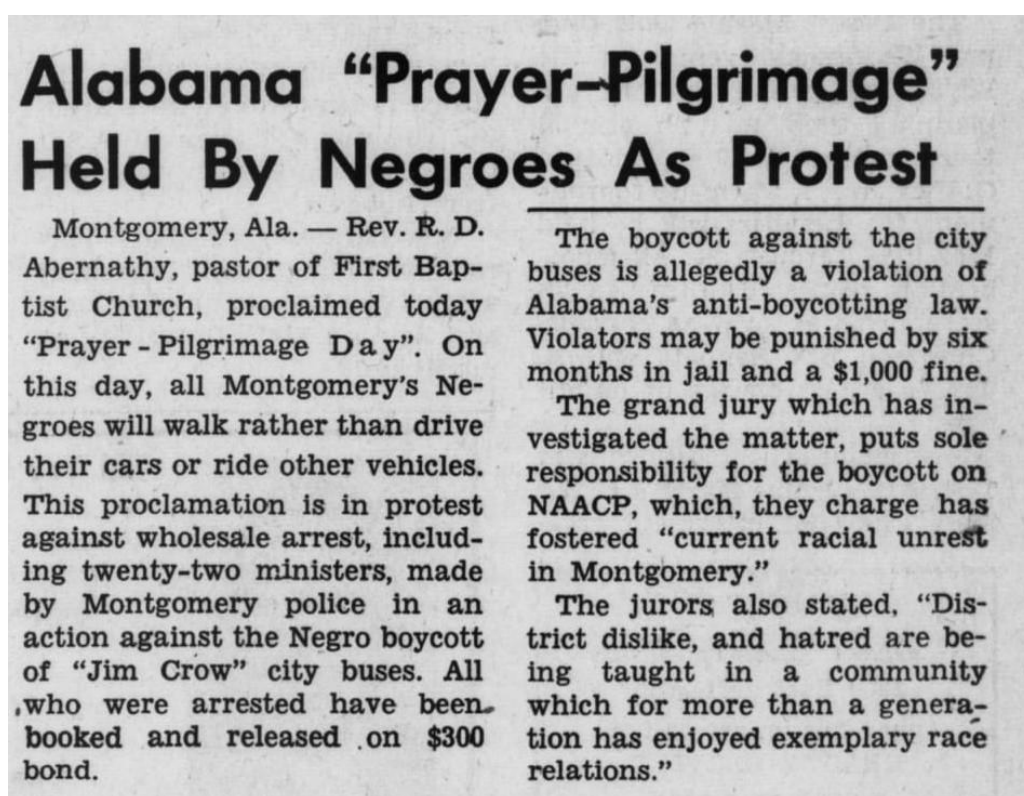 Alabama “Prayer-Pilgrimage”
Held By Negroes As Protest
Montgomery, Ala. — Rev. R. D.
Abernathy, pastor of First Bap-
tist Church, proclaimed today
“Prayer - Pilgrimage Day”. On
this day, all Montgomery’s Ne-
groes will walk rather than drive
their cars or ride other vehicles.
This proclamation is in protest
against wholesale arrest, includ-
ing twenty-two ministers, made
by Montgomery police in an
action against the Negro boycott
of “Jim Crow” city buses. All
who were arrested have been
booked and released on $300
bond.
The boycott against the city
buses is allegedly a violation of
Alabama’s anti-boycotting law.
Violators may be punished by six
months in jail and a $1,000 fine.
The grand jury which has in-
vestigated the matter, puts sole
responsibility for the boycott on
NAACP, which, they charge has
fostered “current racial unrest
in Montgomery.”
The jurors also stated, “Dis-
trict dislike, and hatred are be-
ing taught in a community
which for more than a genera-
tion has enjoyed exemplary race
relations.”